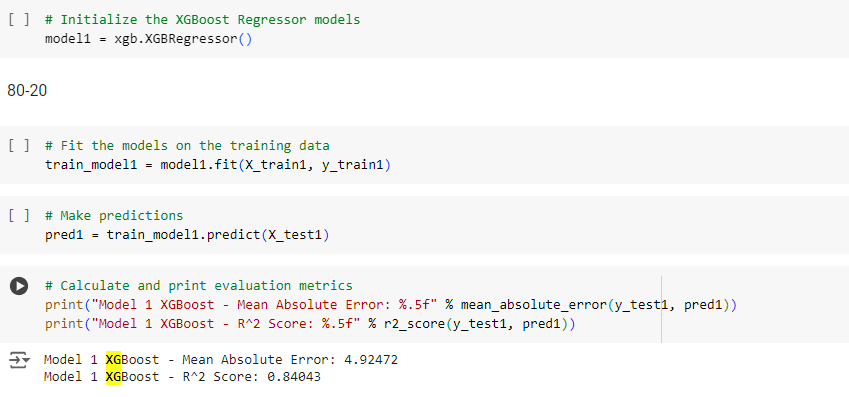 [ ] # Initialize the XGBoost Regressor models
model1 = xgb.XGBRegressor()
80-20
[ ] # Fit the models on the training data
train_model1 = model1.fit(X_train1, y_train1)
[ ] # Make predictions
pred1 = train_model1.predict(X_test1)
# Calculate and print evaluation metrics
print("Model 1 XGBoost - Mean Absolute Error: %.5f" % mean_absolute_error(y_test1, pred1))
print("Model 1 XGBoost - R^2 Score: %.5f" % r2_score(y_test1, pred1))
Model 1 XGBoost - Mean Absolute Error: 4.92472
Model 1 XGBoost - R^2 Score: 0.84043